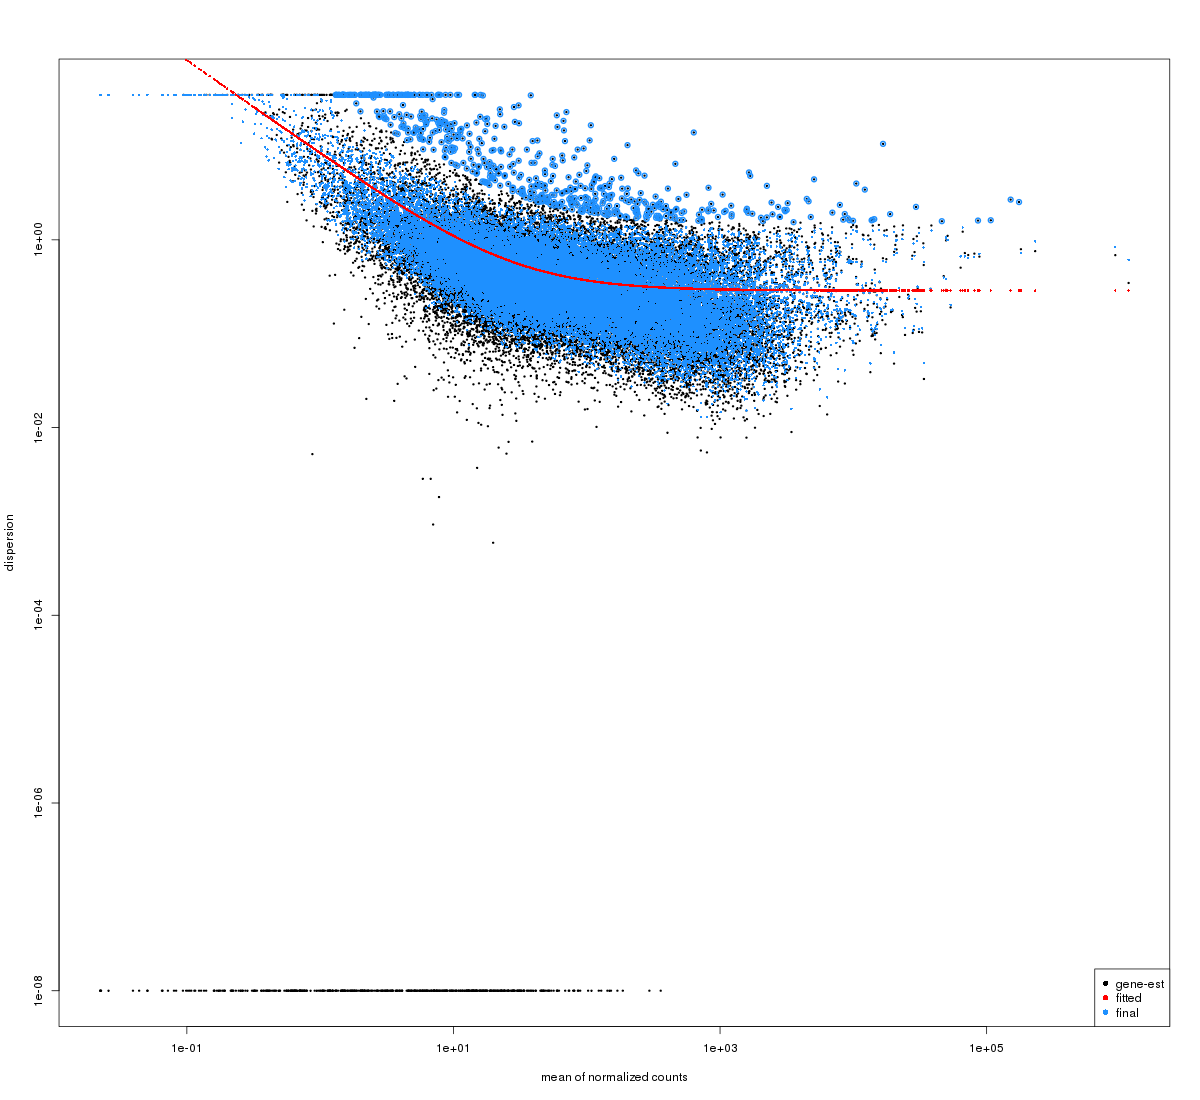 1e+00
1e-02
1e-04
1e-06
1e-08
dispersion
1e-01
1e+01
1e+03
1e+05
mean of normalized counts
gene-est
fitted
final